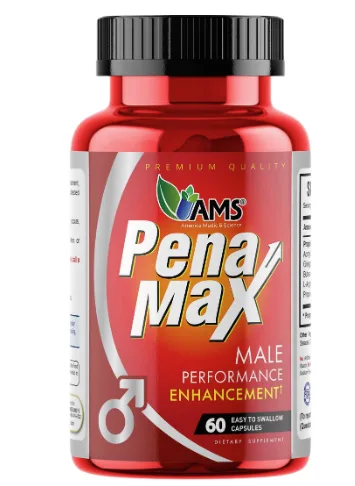 PREMIUM QUALITY
AMS®
America Medic & Science
Pena
MaX
MALE
PERFORMANCE
ENHANCEMENT†
60 EASY TO SWALLOW
CAPSULES
DIETARY SUPPLEMENT